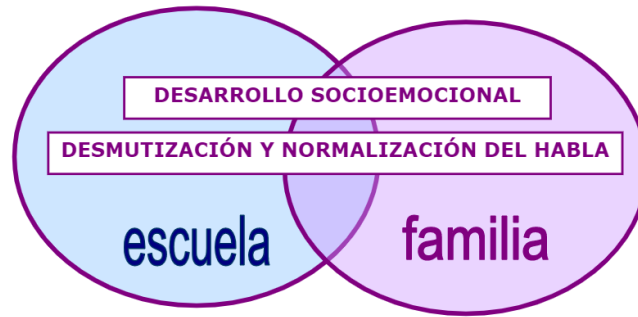 DESARROLLO SOCIOEMOCIONAL
DESMUTIZACIÓN Y NORMALIZACIÓN DEL HABLA
escuela familia